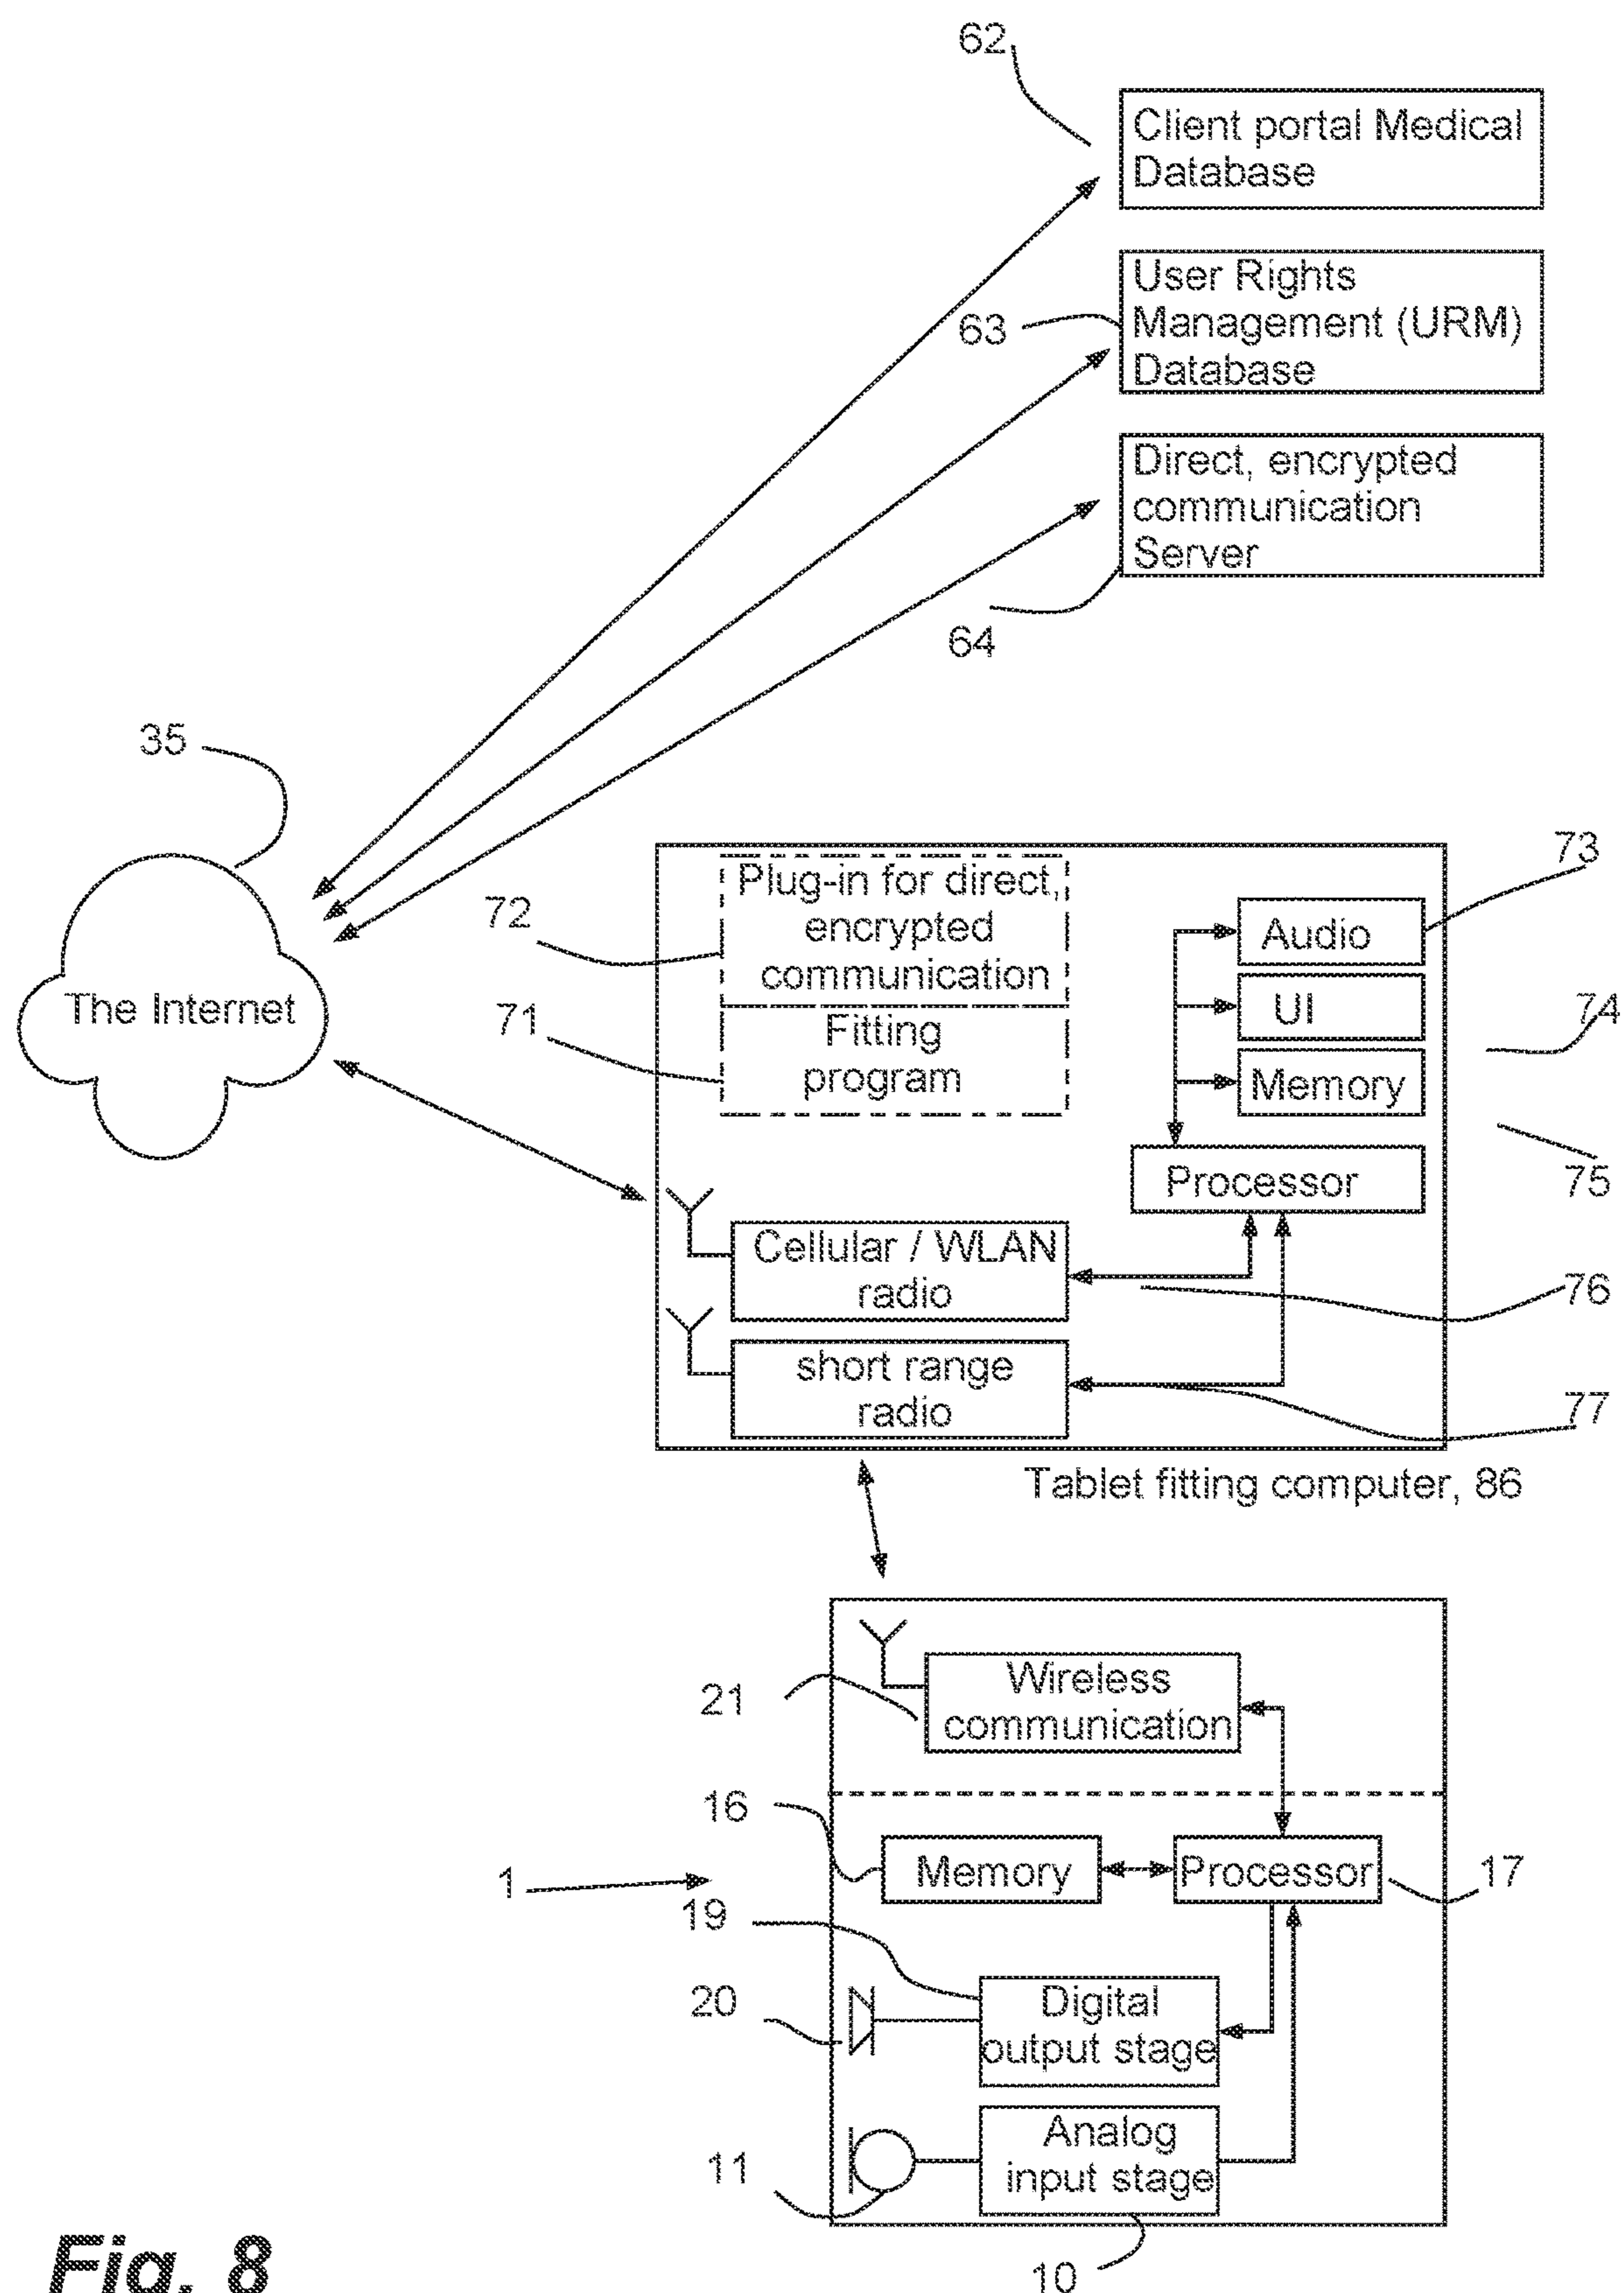 62
Client portal Medical
Database
User Rights
Management (URM)
Database
63
Direct, encrypted
communication
Server
64
35
The Internet
72
Plug-in for direct,
encrypted
communication
71
Fitting
program
Audio
73
UI
74
Memory
75
Processor
Cellular / WLAN
radio
76
short range
radio
77
Tablet fitting computer, 86
21
Wireless
communication
16
Memory
Processor
17
1
19
20
Digital
output stage
11
Analog
input stage
10
Fig. 8